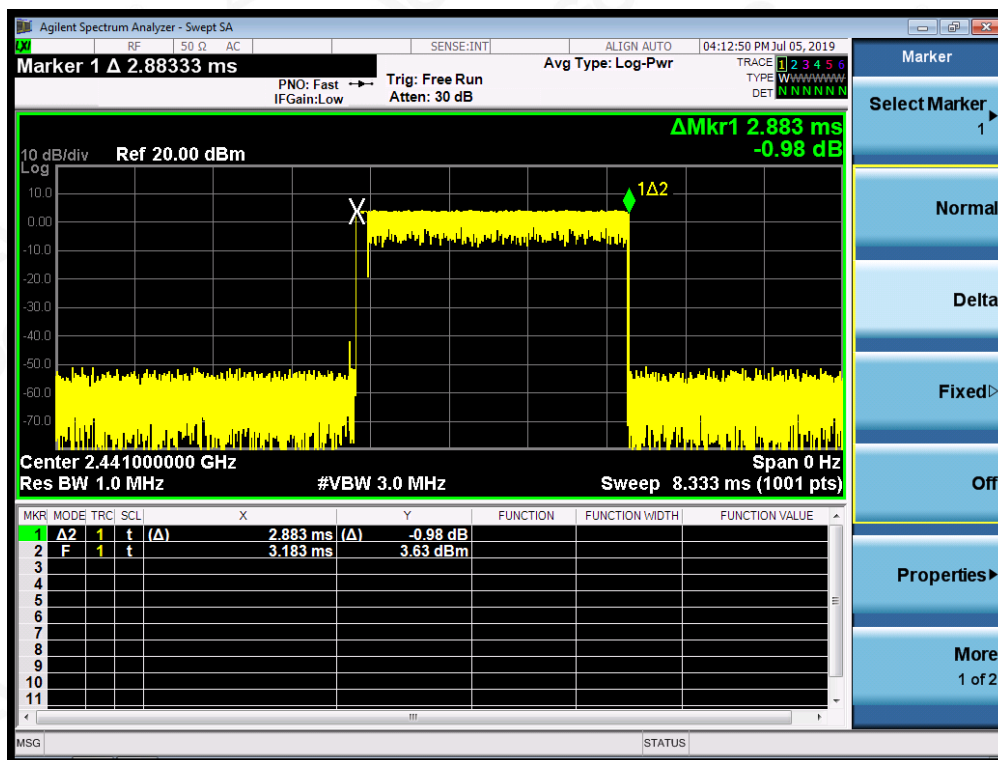 Agilent Spectrum Analyzer - Swept SA
LXI RF 50 Ω AC SENSE:INT ALIGN AUTO 04:12:50 PM Jul 05, 2019
Marker 1 Δ 2.88333 ms
PNO: Fast
IFGain:Low
Trig: Free Run
Atten: 30 dB
Avg Type: Log-Pwr
TRACE 1 2 3 4 5 6
TYPE WWWWWWW
DET N N N N N N
ΔMkr1 2.883 ms
-0.98 dB
10 dB/div Ref 20.00 dBm
Log
10.0
0.00
-10.0
-20.0
-30.0
-40.0
-50.0
-60.0
-70.0
1Δ2
Center 2.441000000 GHz Span 0 Hz
Res BW 1.0 MHz #VBW 3.0 MHz Sweep 8.333 ms (1001 pts)
MKR MODE TRC SCL X Y FUNCTION FUNCTION WIDTH FUNCTION VALUE
1 Δ2 1 t (Δ) 2.883 ms (Δ) -0.98 dB
2 F 1 t 3.183 ms 3.63 dBm
3
4
5
6
7
8
9
10
11
MSG STATUS
Marker
Select Marker
1
Normal
Delta
Fixed
Off
Properties
More
1 of 2